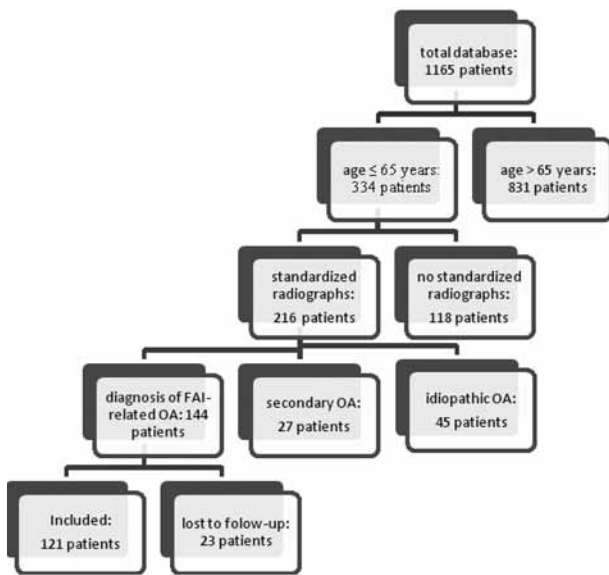 total database:
1165 patients
age ≤ 65 years:
334 patients
age > 65 years:
831 patients
standardized
radiographs:
216 patients
no standardized
radiographs:
118 patients
diagnosis of FAI-
related OA: 144
patients
secondary OA:
27 patients
idiopathic OA:
45 patients
Included:
121 patients
lost to folow-up:
23 patients